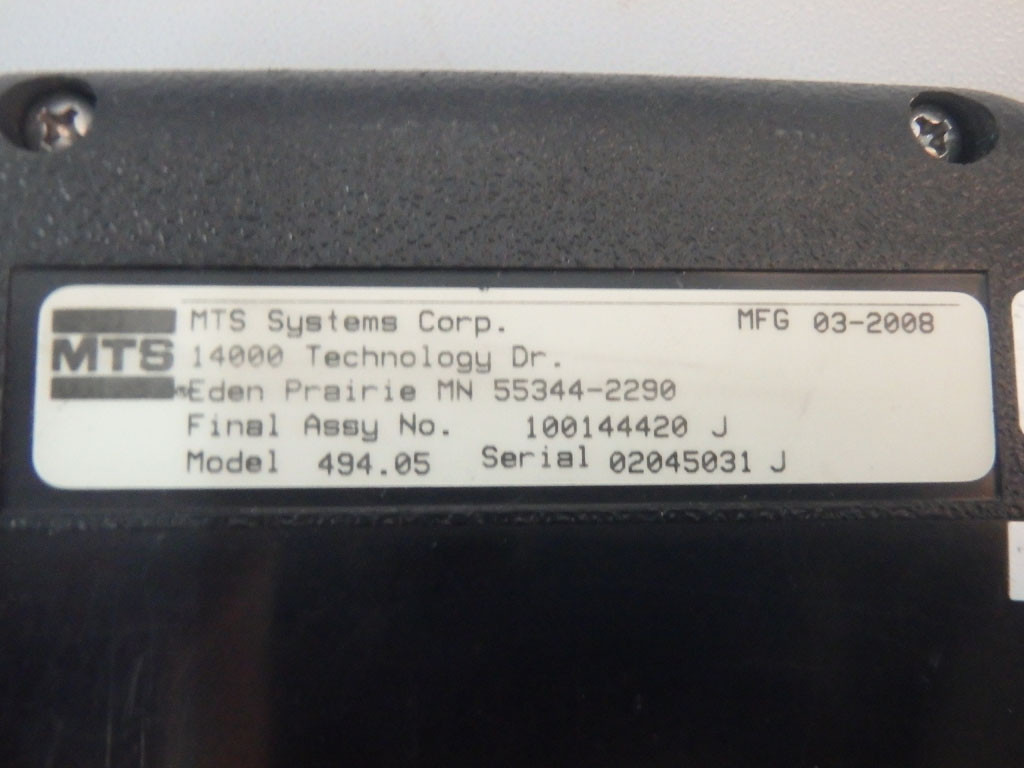 MTS
MTS Systems Corp. MFG 03-2008
14000 Technology Dr.
Eden Prairie MN 55344-2290
Final Assy No. 100144420 J
Model 494.05 Serial 02045031 J